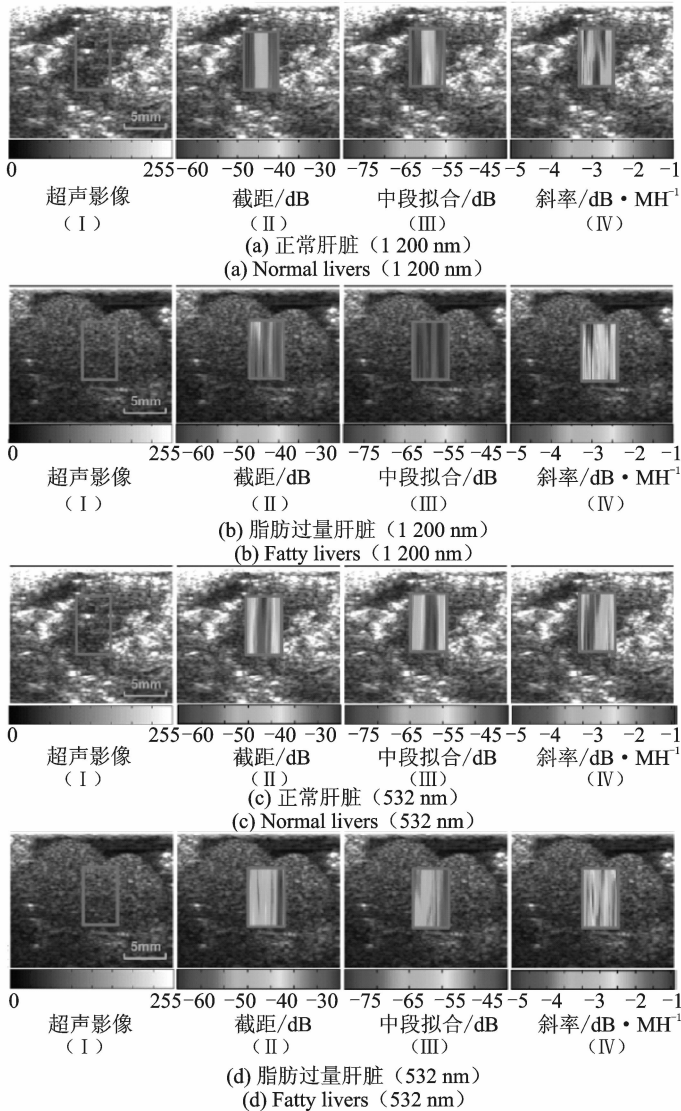 5mm
0 255 −60 −50 −40 −30 −75 −65 −55 −45 −5 −4 −3 −2 −1
超声影像 截距/dB 中段拟合/dB 斜率/dB·MH⁻¹
(Ⅰ) (Ⅱ) (Ⅲ) (Ⅳ)
(a) 正常肝脏(1 200 nm)
(a) Normal livers(1 200 nm)
5mm
0 255 −60 −50 −40 −30 −75 −65 −55 −45 −5 −4 −3 −2 −1
超声影像 截距/dB 中段拟合/dB 斜率/dB·MH⁻¹
(Ⅰ) (Ⅱ) (Ⅲ) (Ⅳ)
(b) 脂肪过量肝脏(1 200 nm)
(b) Fatty livers(1 200 nm)
5mm
0 255 −60 −50 −40 −30 −75 −65 −55 −45 −5 −4 −3 −2 −1
超声影像 截距/dB 中段拟合/dB 斜率/dB·MH⁻¹
(Ⅰ) (Ⅱ) (Ⅲ) (Ⅳ)
(c) 正常肝脏(532 nm)
(c) Normal livers(532 nm)
5mm
0 255 −60 −50 −40 −30 −75 −65 −55 −45 −5 −4 −3 −2 −1
超声影像 截距/dB 中段拟合/dB 斜率/dB·MH⁻¹
(Ⅰ) (Ⅱ) (Ⅲ) (Ⅳ)
(d) 脂肪过量肝脏(532 nm)
(d) Fatty livers(532 nm)